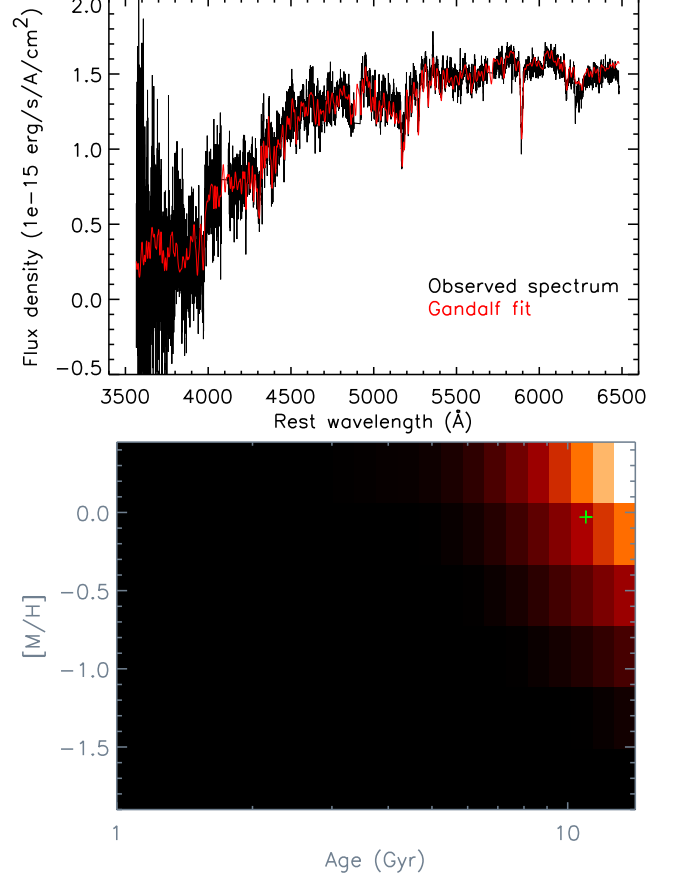 2.0
1.5
1.0
0.5
0.0
−0.5
Flux density (1e−15 erg/s/A/cm²)
Observed spectrum
Gandalf fit
3500 4000 4500 5000 5500 6000 6500
Rest wavelength (Å)
0.0
−0.5
−1.0
−1.5
[M/H]
1 10
Age (Gyr)